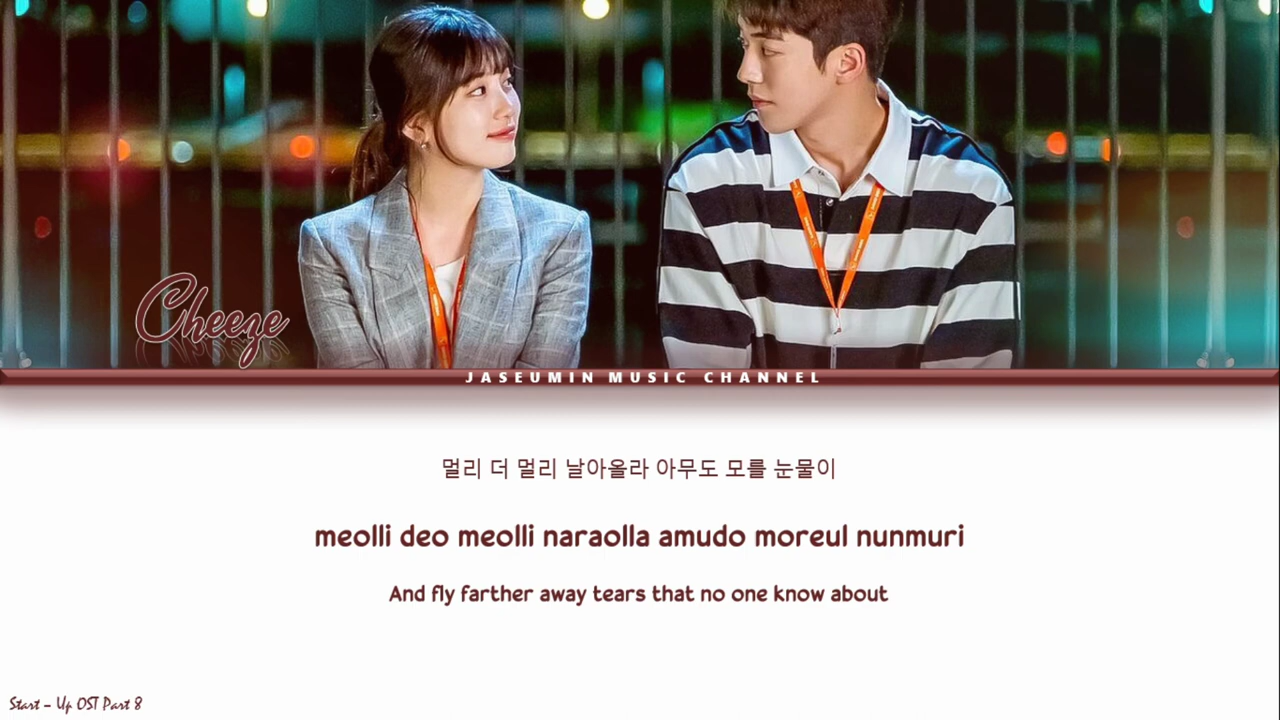 Cheeze
JASEUMIN MUSIC CHANNEL
멀리 더 멀리 날아올라 아무도 모를 눈물이
meolli deo meolli naraolla amudo moreul nunmuri
And fly farther away tears that no one know about
Start - Up OST Part 8